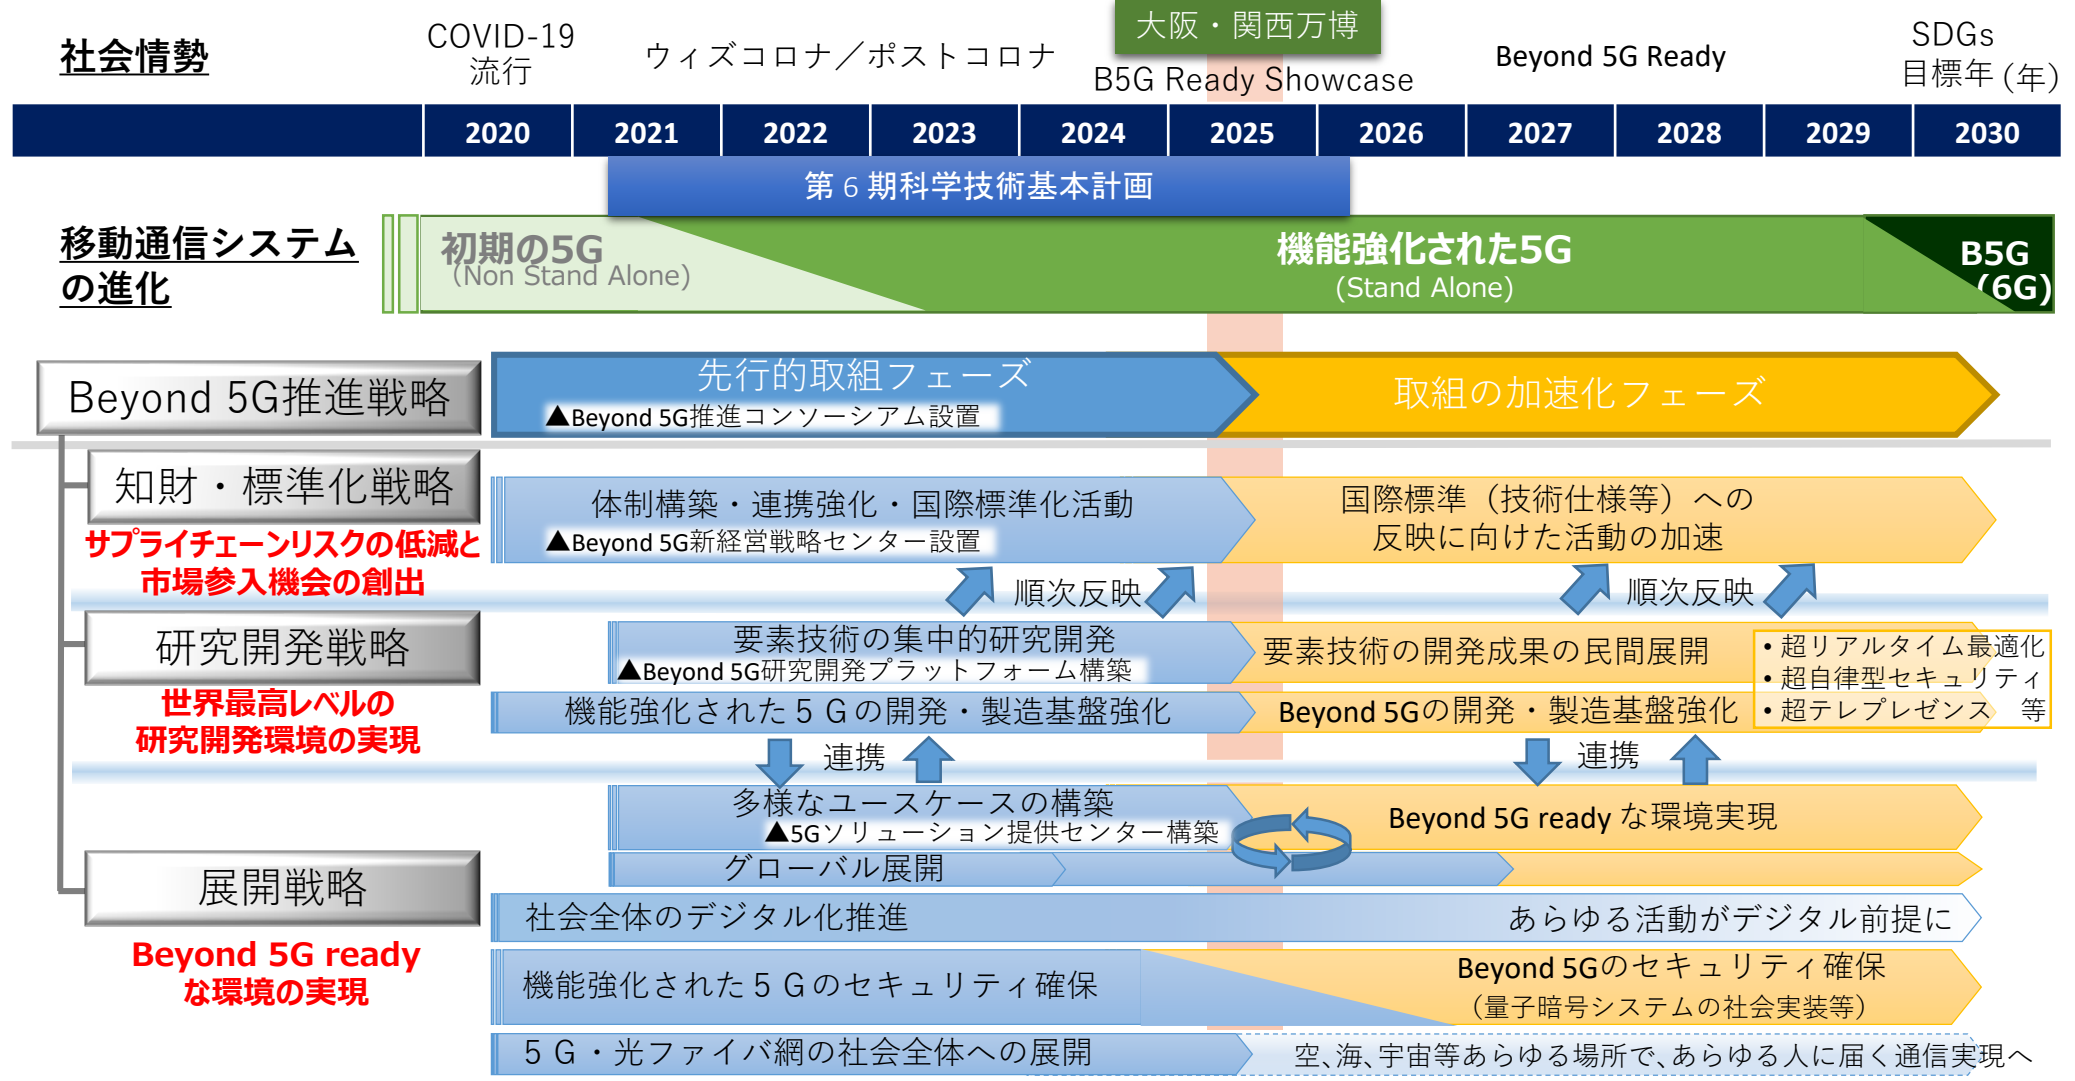 社会情勢
COVID-19
流行
ウィズコロナ／ポストコロナ
大阪・関西万博
B5G Ready Showcase
Beyond 5G Ready
SDGs
目標年
(年)
2020 2021 2022 2023 2024 2025 2026 2027 2028 2029 2030
第６期科学技術基本計画
移動通信システム
の進化
初期の5G
(Non Stand Alone)
機能強化された5G
(Stand Alone)
B5G
(6G)
Beyond 5G推進戦略
先行的取組フェーズ
▲Beyond 5G推進コンソーシアム設置
取組の加速化フェーズ
知財・標準化戦略
サプライチェーンリスクの低減と
市場参入機会の創出
体制構築・連携強化・国際標準化活動
▲Beyond 5G新経営戦略センター設置
国際標準（技術仕様等）への
反映に向けた活動の加速
順次反映
順次反映
研究開発戦略
世界最高レベルの
研究開発環境の実現
要素技術の集中的研究開発
▲Beyond 5G研究開発プラットフォーム構築
要素技術の開発成果の民間展開
• 超リアルタイム最適化
• 超自律型セキュリティ
• 超テレプレゼンス　等
機能強化された５Ｇの開発・製造基盤強化
Beyond 5Gの開発・製造基盤強化
連携
連携
多様なユースケースの構築
▲5Gソリューション提供センター構築
Beyond 5G ready な環境実現
グローバル展開
展開戦略
Beyond 5G ready
な環境の実現
社会全体のデジタル化推進
あらゆる活動がデジタル前提に
機能強化された５Ｇのセキュリティ確保
Beyond 5Gのセキュリティ確保
（量子暗号システムの社会実装等）
５Ｇ・光ファイバ網の社会全体への展開
空、海、宇宙等あらゆる場所で、あらゆる人に届く通信実現へ